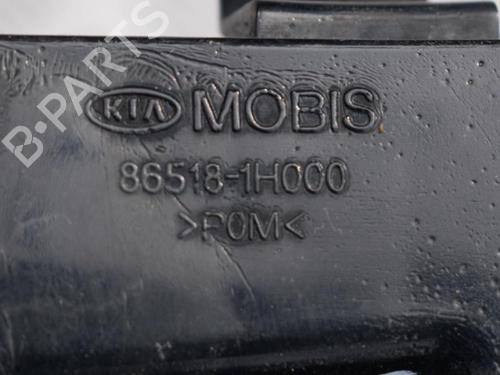 B-PARTS
KIA MOBIS
86518-1H000
>POM<